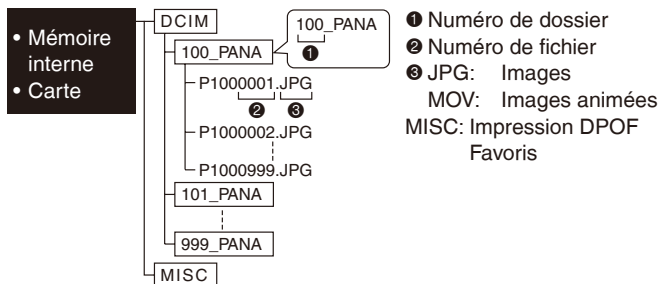 • Mémoire
interne
• Carte
DCIM
100_PANA
P1000001.JPG
❷ ❸
P1000002.JPG
P1000999.JPG
101_PANA
999_PANA
MISC
100_PANA
❶
❶ Numéro de dossier
❷ Numéro de fichier
❸ JPG: Images
MOV: Images animées
MISC: Impression DPOF
Favoris